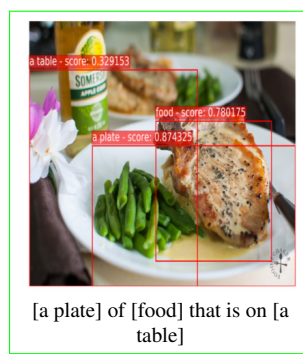 a table - score: 0.329153
SOMERSBY
APPLE CIDER
food - score: 0.780175
a plate - score: 0.874325
[a plate] of [food] that is on [a
table]